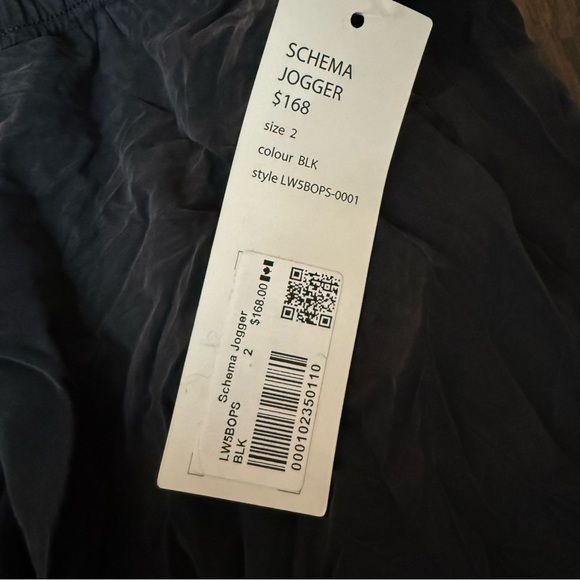 SCHEMA
JOGGER
$168
size 2
colour BLK
style LW5BOPS-0001
Schema Jogger $168.00
LW5BOPS 2
BLK
000102350110